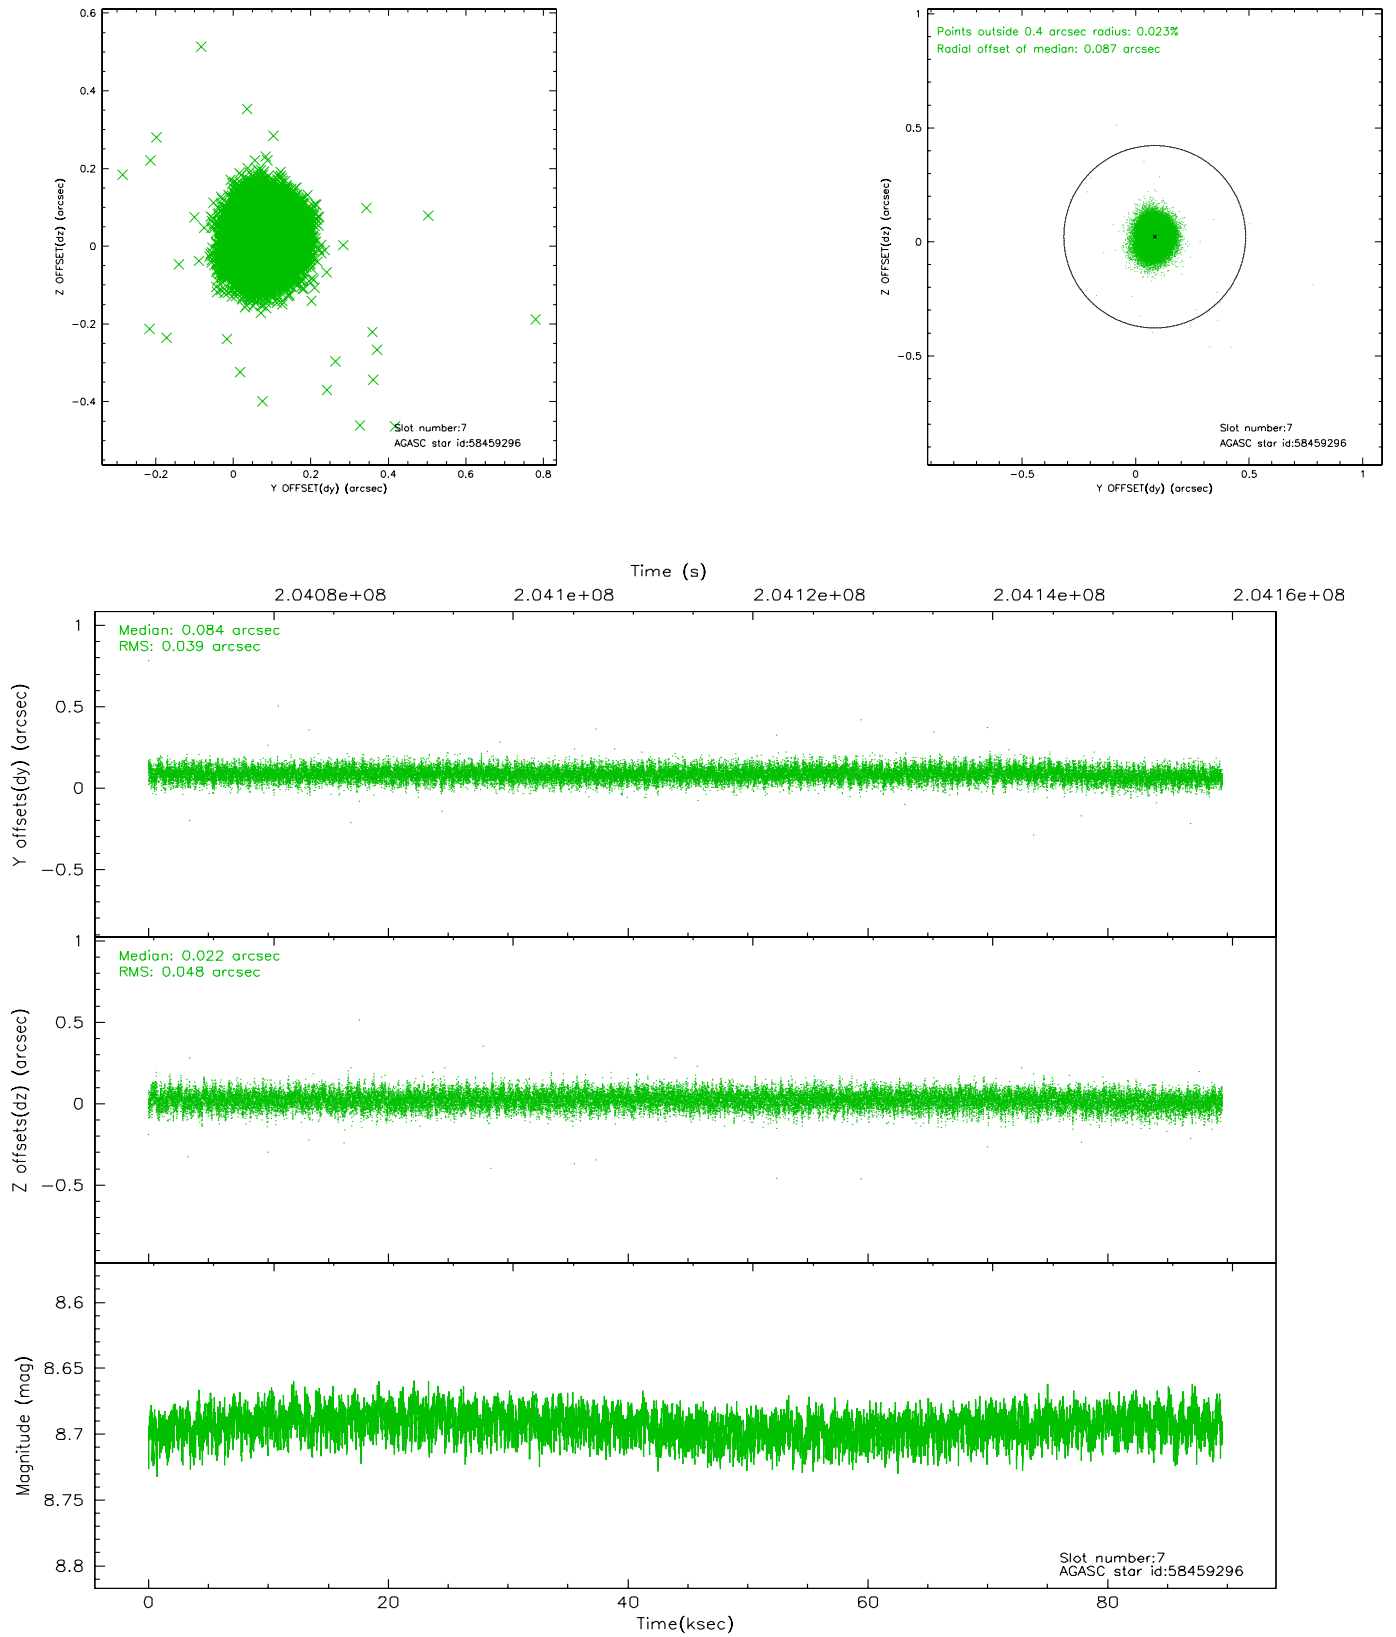 0.6
0.4
0.2
0
−0.2
−0.4
Z OFFSET(dz) (arcsec)
−0.2 0 0.2 0.4 0.6 0.8
Y OFFSET(dy) (arcsec)
Slot number:7
AGASC star id:58459296
Points outside 0.4 arcsec radius: 0.023%
Radial offset of median: 0.087 arcsec
1
0.5
0
−0.5
Z OFFSET(dz) (arcsec)
−0.5 0 0.5 1
Y OFFSET(dy) (arcsec)
Slot number:7
AGASC star id:58459296
Time (s)
2.0408e+08 2.041e+08 2.0412e+08 2.0414e+08 2.0416e+08
Median: 0.084 arcsec
RMS: 0.039 arcsec
1
0.5
0
−0.5
Y offsets(dy) (arcsec)
Median: 0.022 arcsec
RMS: 0.048 arcsec
1
0.5
0
−0.5
Z offsets(dz) (arcsec)
8.6
8.65
8.7
8.75
8.8
Magnitude (mag)
Slot number:7
AGASC star id:58459296
0 20 40 60 80
Time(ksec)